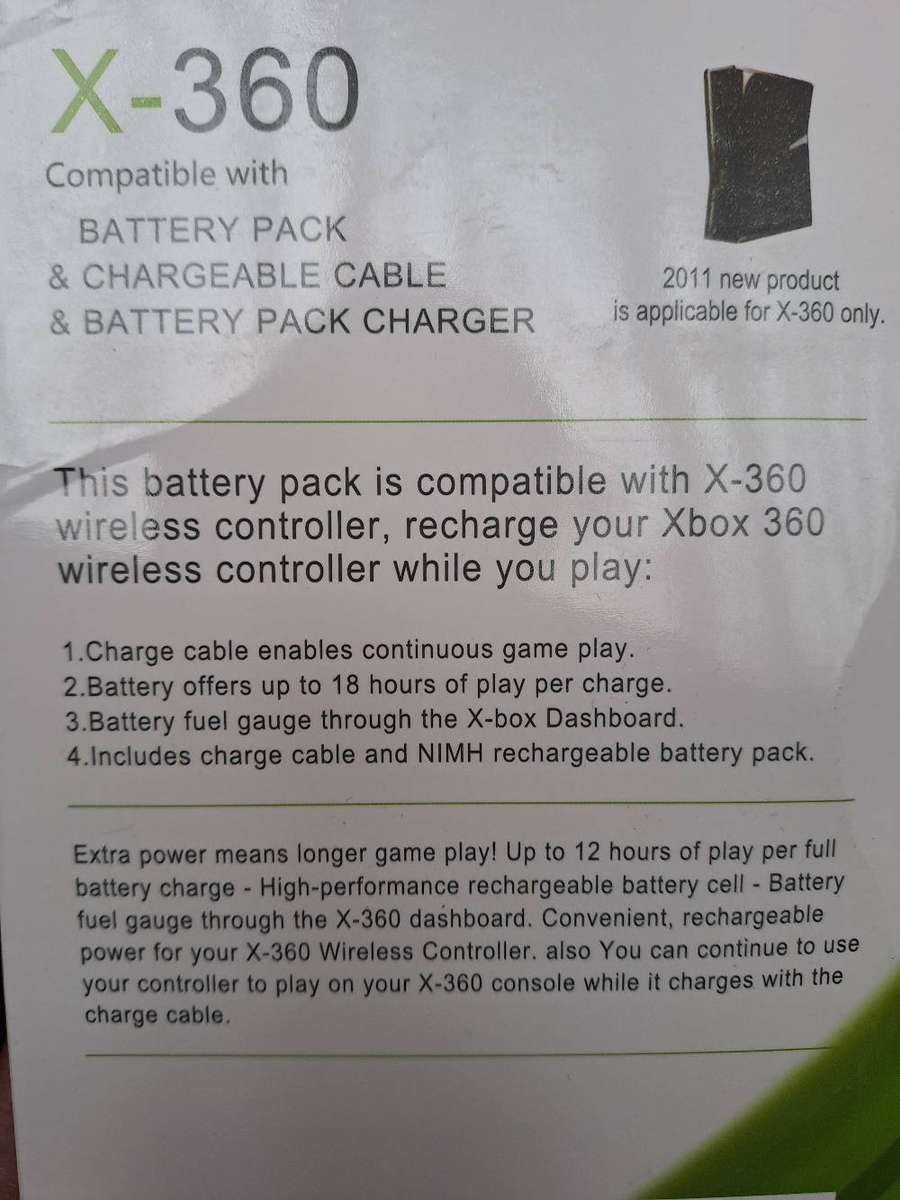 X-360
Compatible with
BATTERY PACK
& CHARGEABLE CABLE
& BATTERY PACK CHARGER
2011 new product
is applicable for X-360 only.
This battery pack is compatible with X-360
wireless controller, recharge your Xbox 360
wireless controller while you play:
1.Charge cable enables continuous game play.
2.Battery offers up to 18 hours of play per charge.
3.Battery fuel gauge through the X-box Dashboard.
4.Includes charge cable and NIMH rechargeable battery pack.
Extra power means longer game play! Up to 12 hours of play per full
battery charge - High-performance rechargeable battery cell - Battery
fuel gauge through the X-360 dashboard. Convenient, rechargeable
power for your X-360 Wireless Controller. also You can continue to use
your controller to play on your X-360 console while it charges with the
charge cable.